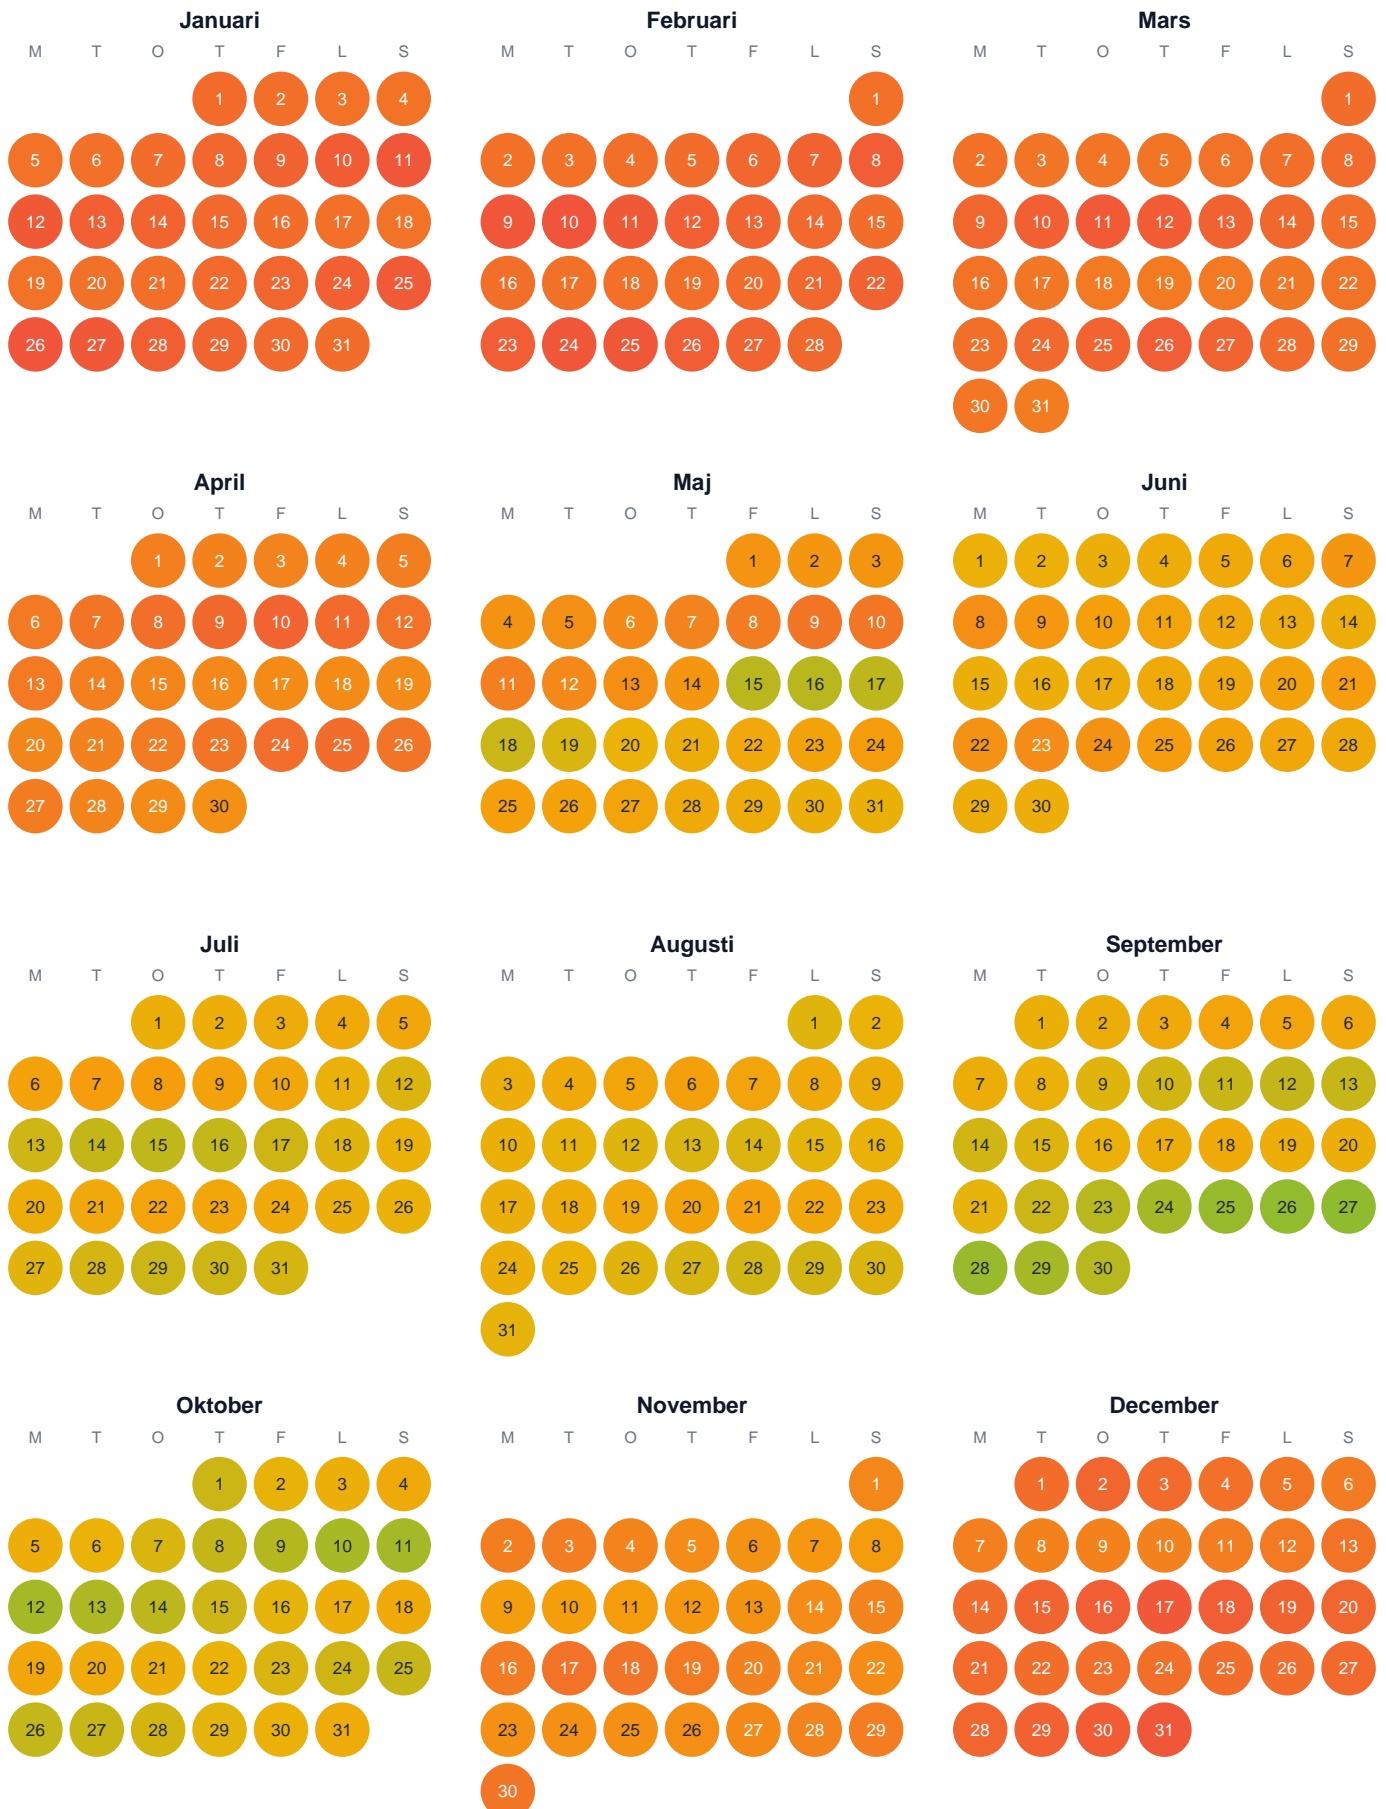 Januari Februari Mars
M T O T F L S M T O T F L S M T O T F L S
1 2 3 4 1 1
5 6 7 8 9 10 11 2 3 4 5 6 7 8 2 3 4 5 6 7 8
12 13 14 15 16 17 18 9 10 11 12 13 14 15 9 10 11 12 13 14 15
19 20 21 22 23 24 25 16 17 18 19 20 21 22 16 17 18 19 20 21 22
26 27 28 29 30 31 23 24 25 26 27 28 23 24 25 26 27 28 29
30 31
April Maj Juni
M T O T F L S M T O T F L S M T O T F L S
1 2 3 4 5 1 2 3 1 2 3 4 5 6 7
6 7 8 9 10 11 12 4 5 6 7 8 9 10 8 9 10 11 12 13 14
13 14 15 16 17 18 19 11 12 13 14 15 16 17 15 16 17 18 19 20 21
20 21 22 23 24 25 26 18 19 20 21 22 23 24 22 23 24 25 26 27 28
27 28 29 30 25 26 27 28 29 30 31 29 30
Juli Augusti September
M T O T F L S M T O T F L S M T O T F L S
1 2 3 4 5 1 2 1 2 3 4 5 6
6 7 8 9 10 11 12 3 4 5 6 7 8 9 7 8 9 10 11 12 13
13 14 15 16 17 18 19 10 11 12 13 14 15 16 14 15 16 17 18 19 20
20 21 22 23 24 25 26 17 18 19 20 21 22 23 21 22 23 24 25 26 27
27 28 29 30 31 24 25 26 27 28 29 30 28 29 30
31
Oktober November December
M T O T F L S M T O T F L S M T O T F L S
1 2 3 4 1 1 2 3 4 5 6
5 6 7 8 9 10 11 2 3 4 5 6 7 8 7 8 9 10 11 12 13
12 13 14 15 16 17 18 9 10 11 12 13 14 15 14 15 16 17 18 19 20
19 20 21 22 23 24 25 16 17 18 19 20 21 22 21 22 23 24 25 26 27
26 27 28 29 30 31 23 24 25 26 27 28 29 28 29 30 31
30